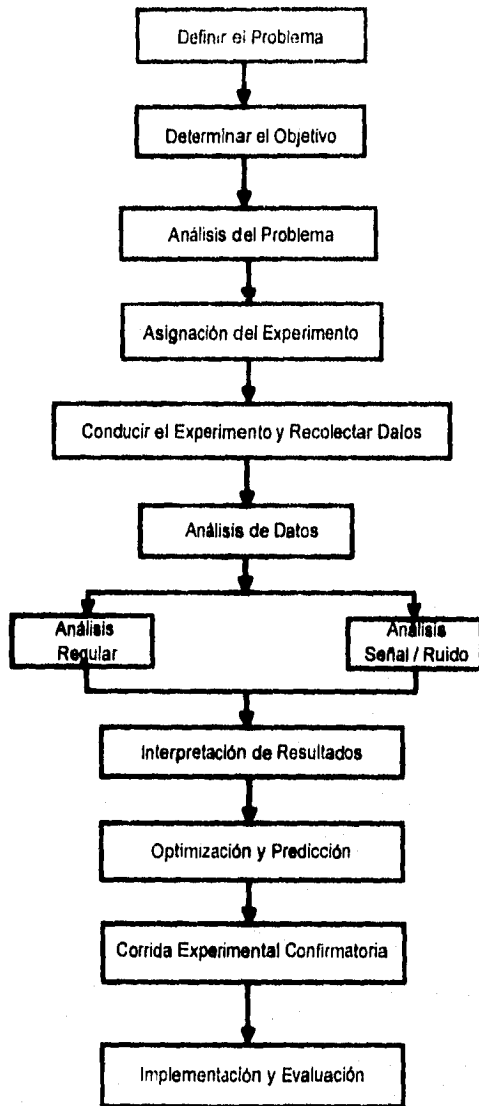 Definir el Problema
Determinar el Objetivo
Análisis del Problema
Asignación del Experimento
Conducir el Experimento y Recolectar Datos
Análisis de Datos
Análisis
Regular
Análisis
Señal / Ruido
Interpretación de Resultados
Optimización y Predicción
Corrida Experimental Confirmatoria
Implementación y Evaluación